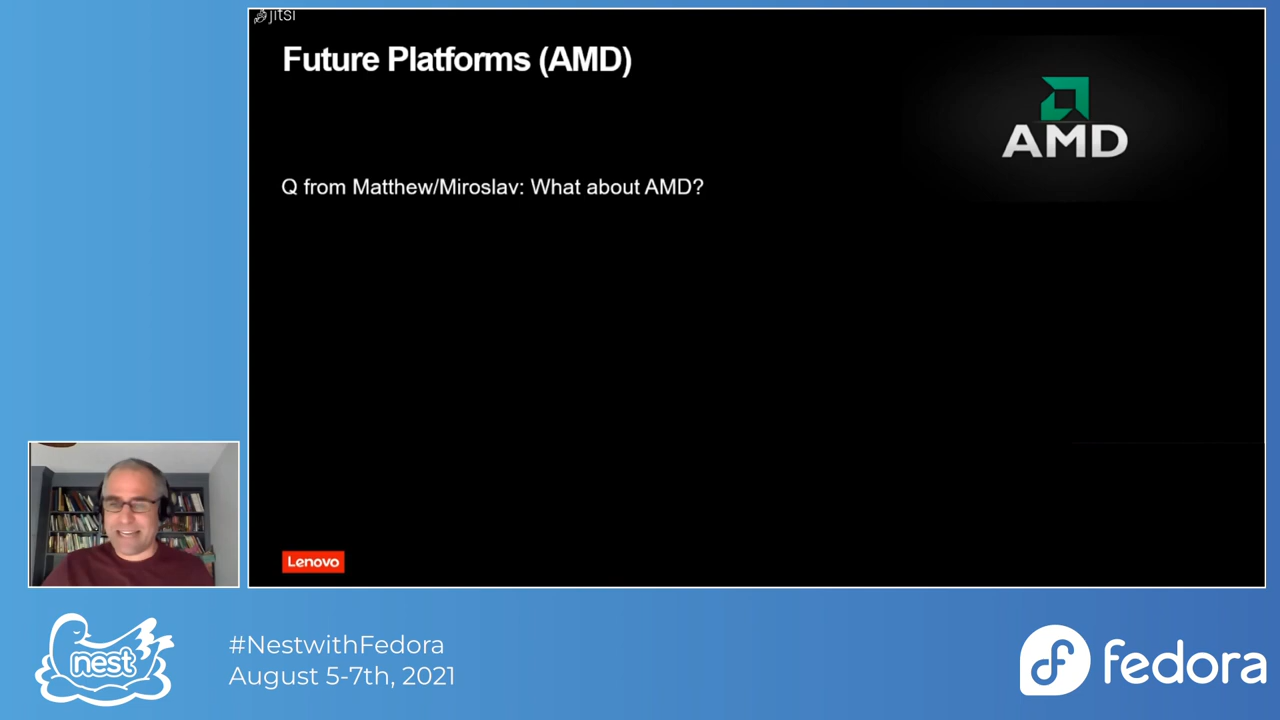 jitsi
Future Platforms (AMD)
AMD
Q from Matthew/Miroslav: What about AMD?
Lenovo
nest
#NestwithFedora
August 5-7th, 2021
fedora